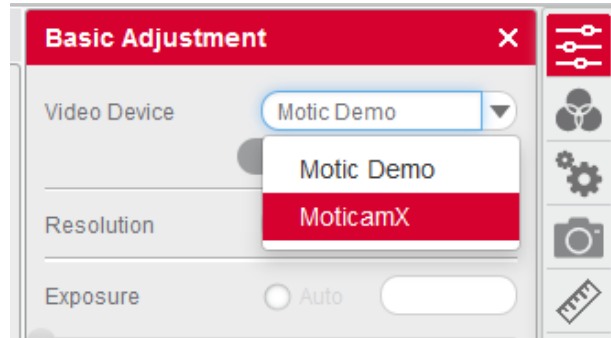 Basic Adjustment
Video Device
Motic Demo
Motic Demo
MoticamX
Resolution
Exposure
Auto